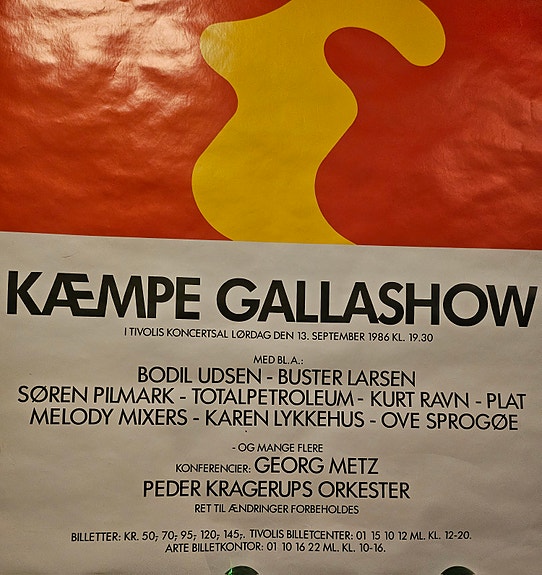 KÆMPE GALLASHOW
I TIVOLIS KONCERTSAL LØRDAG DEN 13. SEPTEMBER 1986 KL. 19.30
MED BL.A.:
BODIL UDSEN - BUSTER LARSEN
SØREN PILMARK - TOTALPETROLEUM - KURT RAVN - PLAT
MELODY MIXERS - KAREN LYKKEHUS - OVE SPROGØE
- OG MANGE FLERE
KONFERENCIER: GEORG METZ
PEDER KRAGERUPS ORKESTER
RET TIL ÆNDRINGER FORBEHOLDES
BILLETTER: KR. 50,- 70,- 95,- 120,- 145,-. TIVOLIS BILLETCENTER: 01 15 10 12 ML. KL. 12-20.
ARTE BILLETKONTOR: 01 10 16 22 ML. KL. 10-16.